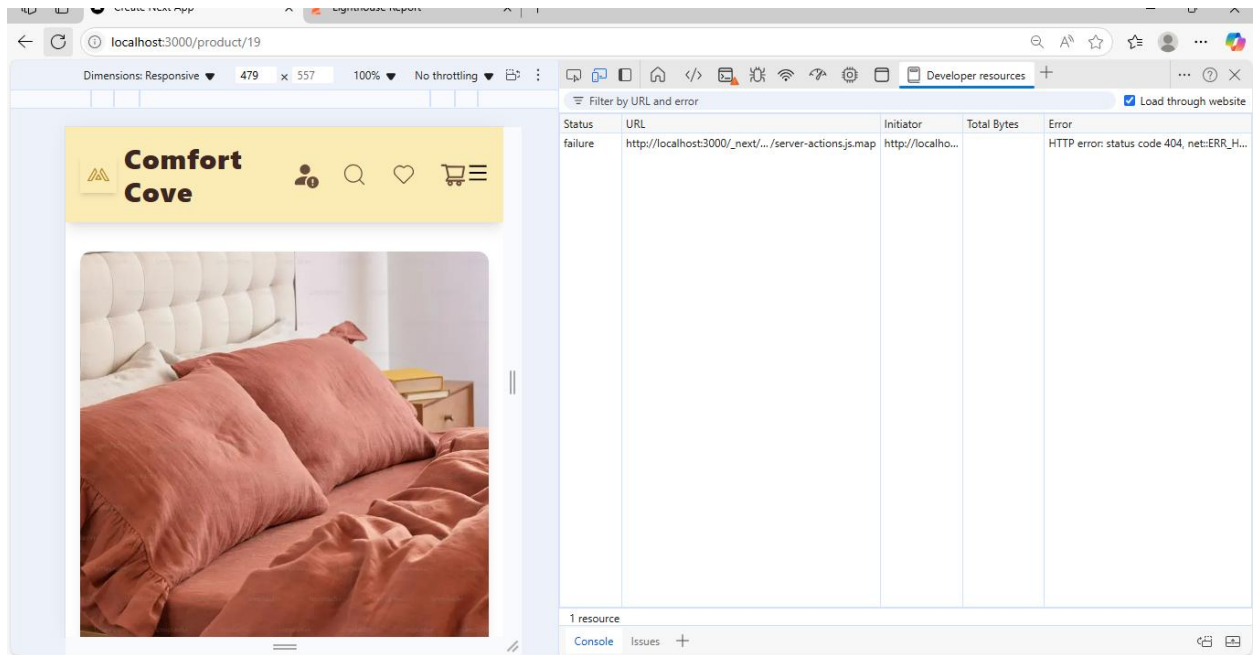 Create Next App
Lighthouse Report
localhost:3000/product/19
Dimensions: Responsive 479 x 557 100% No throttling
Developer resources
Filter by URL and error
Load through website
Status URL Initiator Total Bytes Error
failure http://localhost:3000/_next/... /server-actions.js.map http://localho... HTTP error: status code 404, net::ERR_H...
Comfort
Cove
1 resource
Console Issues